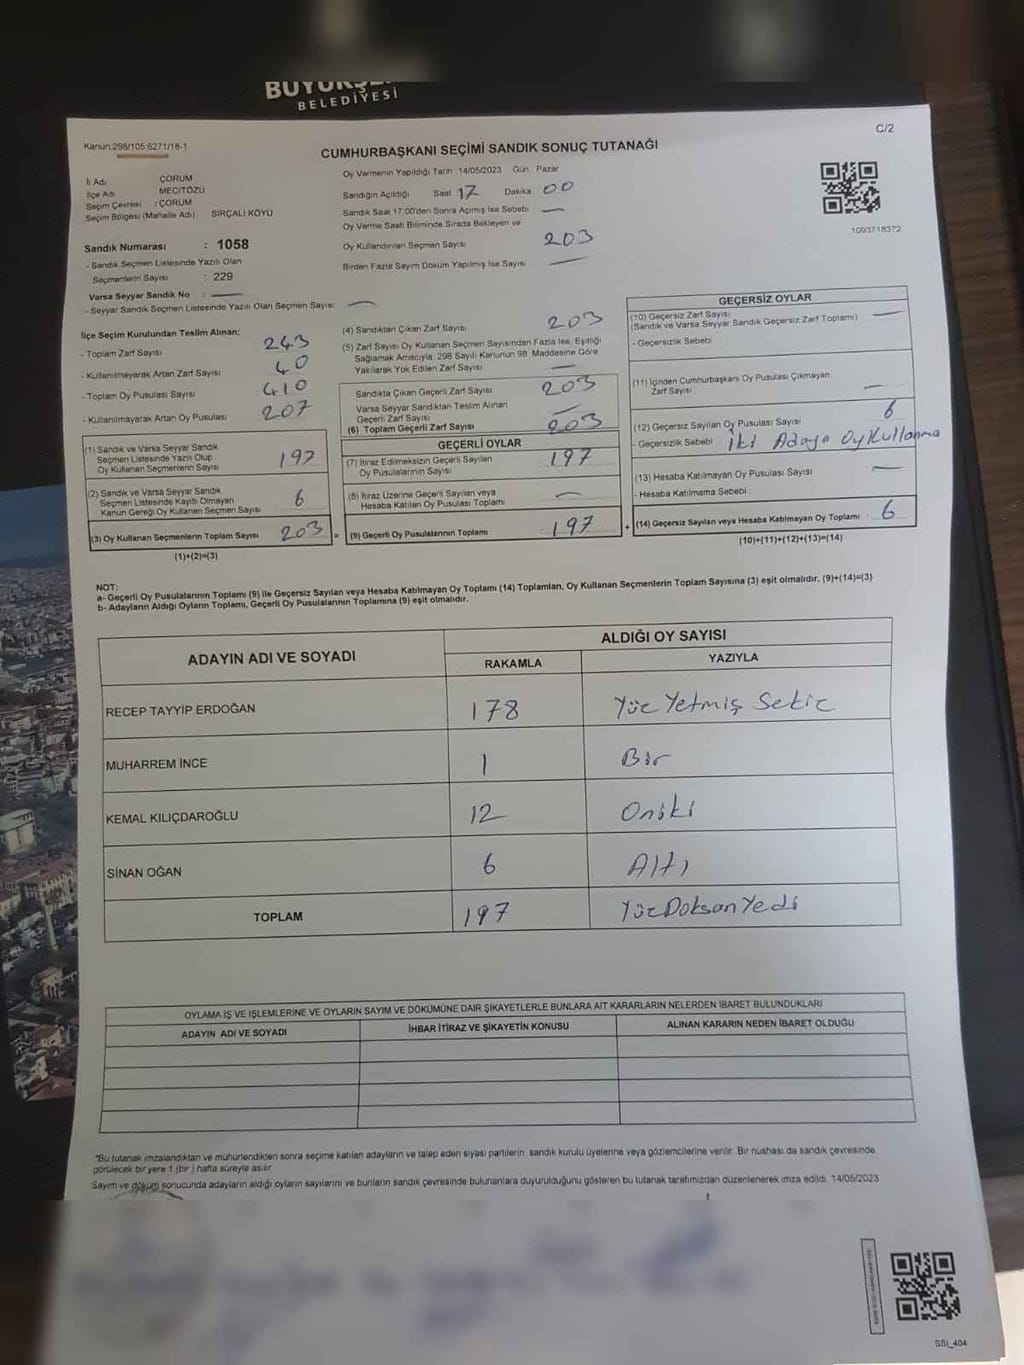 BELEDİYESİ
C/2
Kanun.298/105.6271/18-1
CUMHURBAŞKANI SEÇİMİ SANDIK SONUÇ TUTANAĞI
İl Adı ÇORUM
İlçe Adı MECİTÖZÜ
Seçim Çevresi : ÇORUM
Seçim Bölgesi (Mahalle Adı) SIRÇALI KÖYÜ
Sandık Numarası : 1058
- Sandık Seçmen Listesinde Yazılı Olan
Seçmenlerin Sayısı : 229
Varsa Seyyar Sandık No :
- Seyyar Sandık Seçmen Listesinde Yazılı Olan Seçmen Sayısı
Oy Vermenin Yapıldığı Tarih 14/05/2023 Gün Pazar
Sandığın Açıldığı Saat 17 Dakika 00
Sandık Saat 17.00'den Sonra Açılmış İse Sebebi
Oy Verme Saati Bitiminde Sırada Bekleyen ve
Oy Kullandırılan Seçmen Sayısı 203
Birden Fazla Sayım Döküm Yapılmış İse Sayısı
1093718372
İlçe Seçim Kurulundan Teslim Alınan;
- Toplam Zarf Sayısı 243
- Kullanılmayarak Artan Zarf Sayısı 40
- Toplam Oy Pusulası Sayısı 410
- Kullanılmayarak Artan Oy Pusulası 207
(1) Sandık ve Varsa Seyyar Sandık
Seçmen Listesinde Yazılı Olup
Oy Kullanan Seçmenlerin Sayısı 197
(2) Sandık ve Varsa Seyyar Sandık
Seçmen Listesinde Kayıtlı Olmayan
Kanun Gereği Oy Kullanan Seçmen Sayısı 6
(3) Oy Kullanan Seçmenlerin Toplam Sayısı 203 =
(1)+(2)=(3)
(4) Sandıktan Çıkan Zarf Sayısı 203
(5) Zarf Sayısı Oy Kullanan Seçmen Sayısından Fazla İse, Eşitliği
Sağlamak Amacıyla, 298 Sayılı Kanunun 98. Maddesine Göre
Yakılarak Yok Edilen Zarf Sayısı
Sandıkta Çıkan Geçerli Zarf Sayısı 203
Varsa Seyyar Sandıktan Teslim Alınan
Geçerli Zarf Sayısı
(6) Toplam Geçerli Zarf Sayısı 203
GEÇERLİ OYLAR
(7) İtiraz Edilmeksizin Geçerli Sayılan
Oy Pusulalarının Sayısı 197
(8) İtiraz Üzerine Geçerli Sayılan veya
Hesaba Katılan Oy Pusulası Toplamı
(9) Geçerli Oy Pusulalarının Toplamı 197 +
GEÇERSİZ OYLAR
(10) Geçersiz Zarf Sayısı
(Sandık ve Varsa Seyyar Sandık Geçersiz Zarf Toplamı)
- Geçersizlik Sebebi
(11) İçinden Cumhurbaşkanı Oy Pusulası Çıkmayan
Zarf Sayısı
(12) Geçersiz Sayılan Oy Pusulası Sayısı 6
- Geçersizlik Sebebi İki Adaya Oy Kullanma
(13) Hesaba Katılmayan Oy Pusulası Sayısı
- Hesaba Katılmama Sebebi
(14) Geçersiz Sayılan veya Hesaba Katılmayan Oy Toplamı 6
(10)+(11)+(12)+(13)=(14)
NOT:
a- Geçerli Oy Pusulalarının Toplamı (9) ile Geçersiz Sayılan veya Hesaba Katılmayan Oy Toplamı (14) Toplamları, Oy Kullanan Seçmenlerin Toplam Sayısına (3) eşit olmalıdır. (9)+(14)=(3)
b- Adayların Aldığı Oyların Toplamı, Geçerli Oy Pusulalarının Toplamına (9) eşit olmalıdır.
ADAYIN ADI VE SOYADI
ALDIĞI OY SAYISI
RAKAMLA YAZIYLA
RECEP TAYYİP ERDOĞAN 178 Yüz Yetmiş Sekiz
MUHARREM İNCE 1 Bir
KEMAL KILIÇDAROĞLU 12 Oniki
SİNAN OĞAN 6 Altı
TOPLAM 197 Yüz Doksan Yedi
OYLAMA İŞ VE İŞLEMLERİNE VE OYLARIN SAYIM VE DÖKÜMÜNE DAİR ŞİKAYETLERLE BUNLARA AİT KARARLARIN NELERDEN İBARET BULUNDUKLARI
ADAYIN ADI VE SOYADI İHBAR İTİRAZ VE ŞİKAYETİN KONUSU ALINAN KARARIN NEDEN İBARET OLDUĞU
"Bu tutanak imzalandıktan ve mühürlendikten sonra seçime katılan adayların ve talep eden siyasi partilerin sandık kurulu üyelerine veya gözlemcilerine verilir. Bir nüshası da sandık çevresinde
görülecek bir yere 1 (bir ) hafta süreyle asılır.
Sayım ve döküm sonucunda adayların aldığı oyların sayılarını ve bunların sandık çevresinde bulunanlara duyurulduğunu gösteren bu tutanak tarafımızdan düzenlenerek imza edildi. 14/05/2023
GSI_404